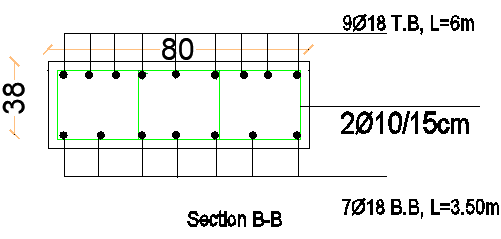 9Ø18 T.B, L=6m
80
38
2Ø10/15cm
7Ø18 B.B, L=3.50m
Section B-B